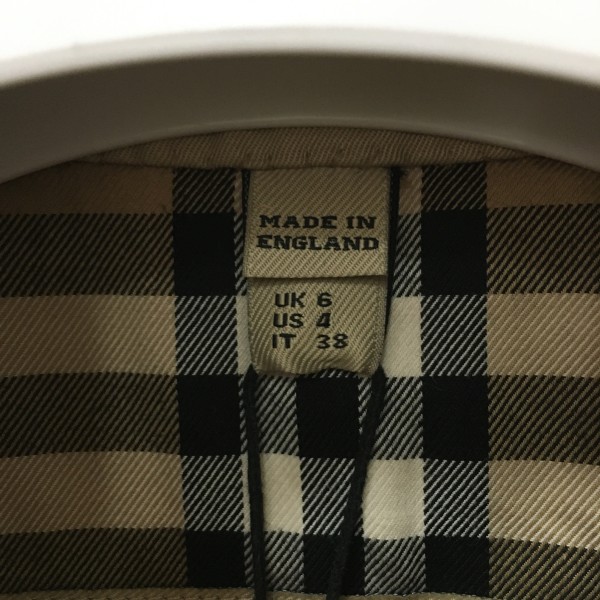 MADE IN
ENGLAND
UK 6
US 4
IT 38